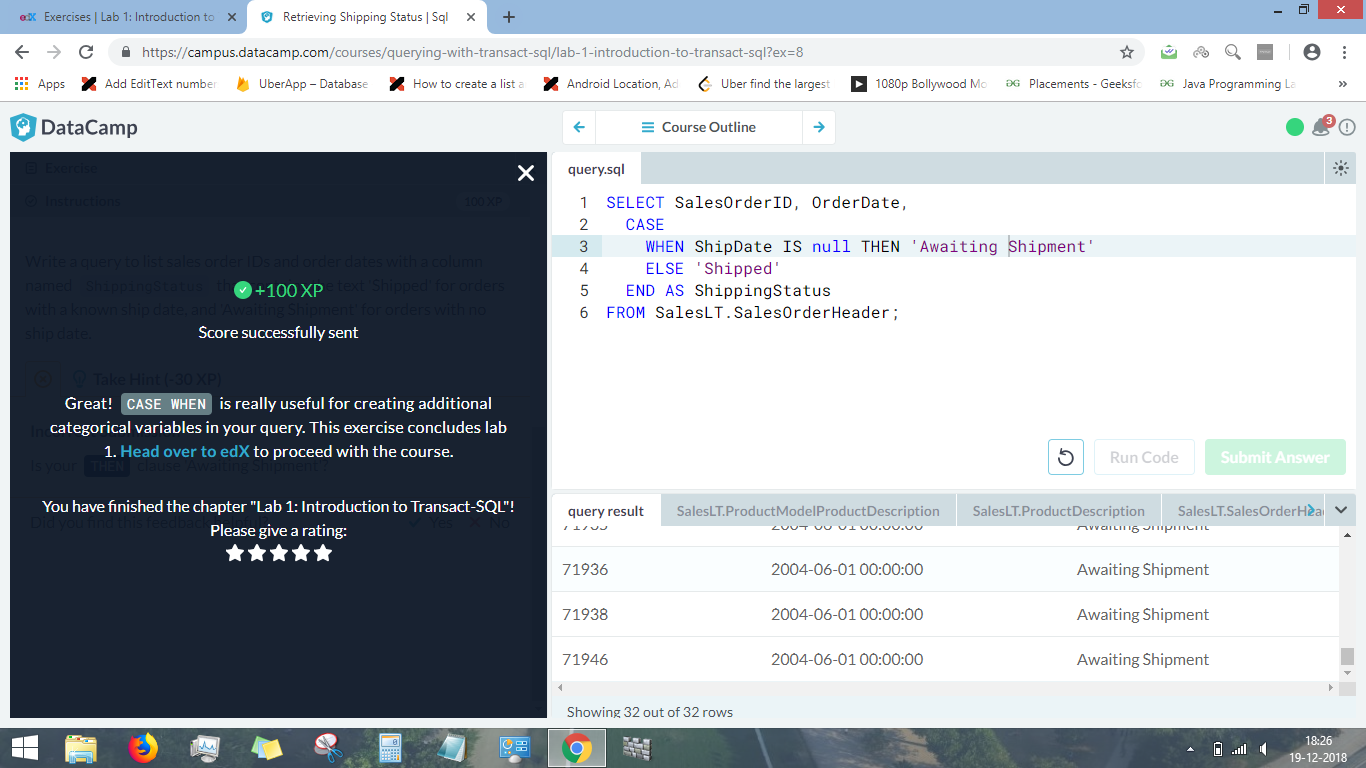 edX Exercises | Lab 1: Introduction to
Retrieving Shipping Status | Sql
https://campus.datacamp.com/courses/querying-with-transact-sql/lab-1-introduction-to-transact-sql?ex=8
Apps
Add EditText number
UberApp – Database
How to create a list a
Android Location, Ad
Uber find the largest
1080p Bollywood Mo
Placements - Geeksfo
Java Programming La
»
DataCamp
Course Outline
3
Exercise
Instructions
100 XP
Write a query to list sales order IDs and order dates with a column
named ShippingStatus th e text 'Shipped' for orders
with a known ship date, and 'Awaiting Shipment' for orders with no
ship date.
+100 XP
Score successfully sent
Take Hint (-30 XP)
Great! CASE WHEN is really useful for creating additional
categorical variables in your query. This exercise concludes lab
1. Head over to edX to proceed with the course.
Is your THEN clause 'Awaiting Shipment'?
You have finished the chapter "Lab 1: Introduction to Transact-SQL"!
Did you find this feedback helpful? Yes No
Please give a rating:
query.sql
1 SELECT SalesOrderID, OrderDate,
2 CASE
3 WHEN ShipDate IS null THEN 'Awaiting Shipment'
4 ELSE 'Shipped'
5 END AS ShippingStatus
6 FROM SalesLT.SalesOrderHeader;
Run Code
Submit Answer
query result
SalesLT.ProductModelProductDescription
SalesLT.ProductDescription
SalesLT.SalesOrderHea
71935 2004-06-01 00:00:00 Awaiting Shipment
71936 2004-06-01 00:00:00 Awaiting Shipment
71938 2004-06-01 00:00:00 Awaiting Shipment
71946 2004-06-01 00:00:00 Awaiting Shipment
Showing 32 out of 32 rows
18:26
19-12-2018